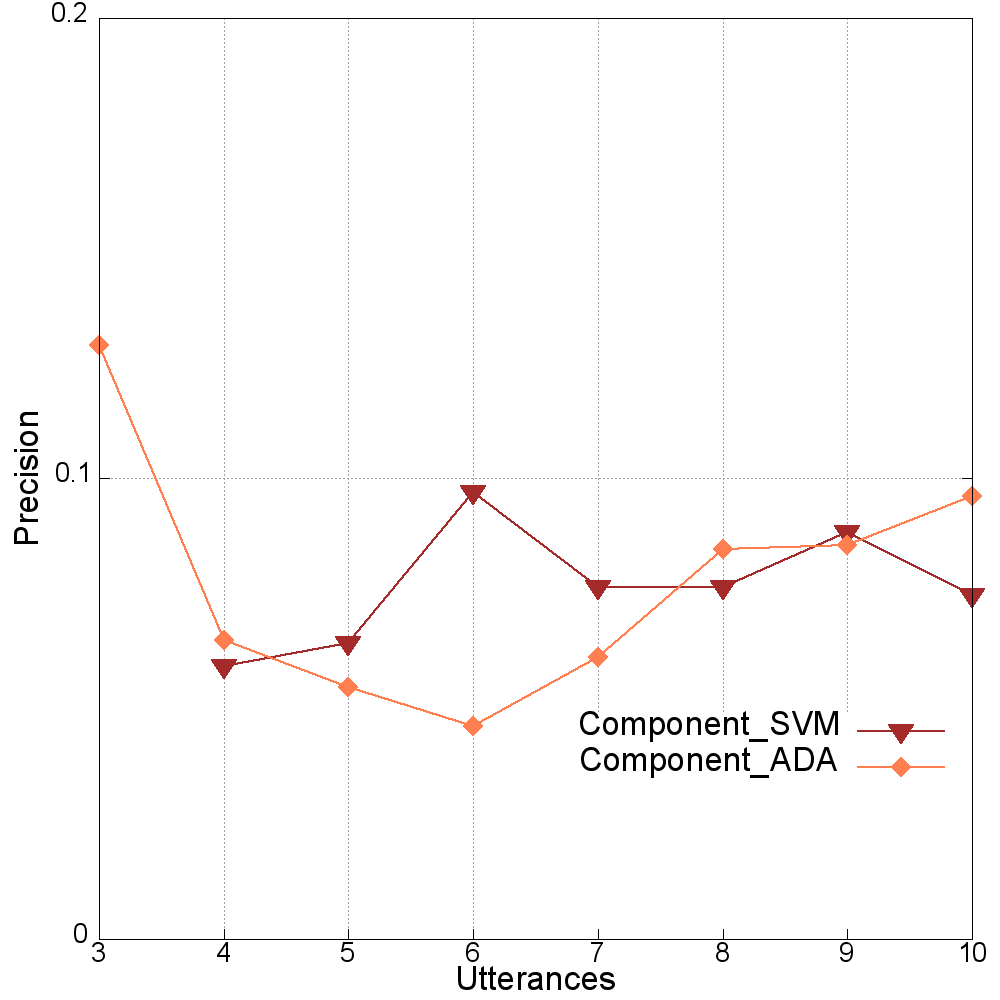 0.2
0.1
0
Precision
3 4 5 6 7 8 9 10
Utterances
Component_SVM
Component_ADA